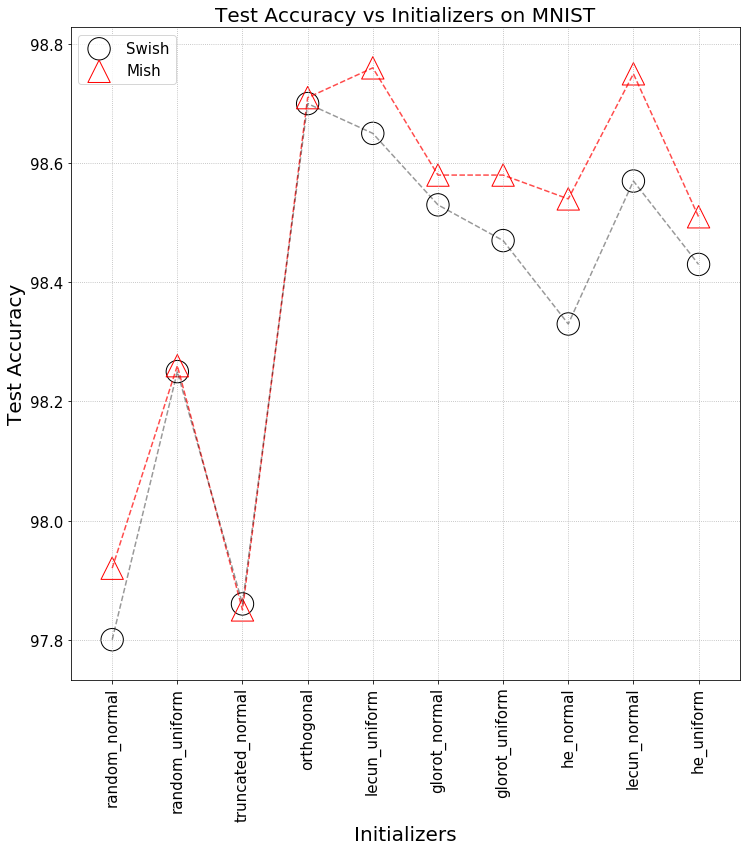 Test Accuracy vs Initializers on MNIST
Swish
Mish
Test Accuracy
98.8
98.6
98.4
98.2
98.0
97.8
random_normal
random_uniform
truncated_normal
orthogonal
lecun_uniform
glorot_normal
glorot_uniform
he_normal
lecun_normal
he_uniform
Initializers